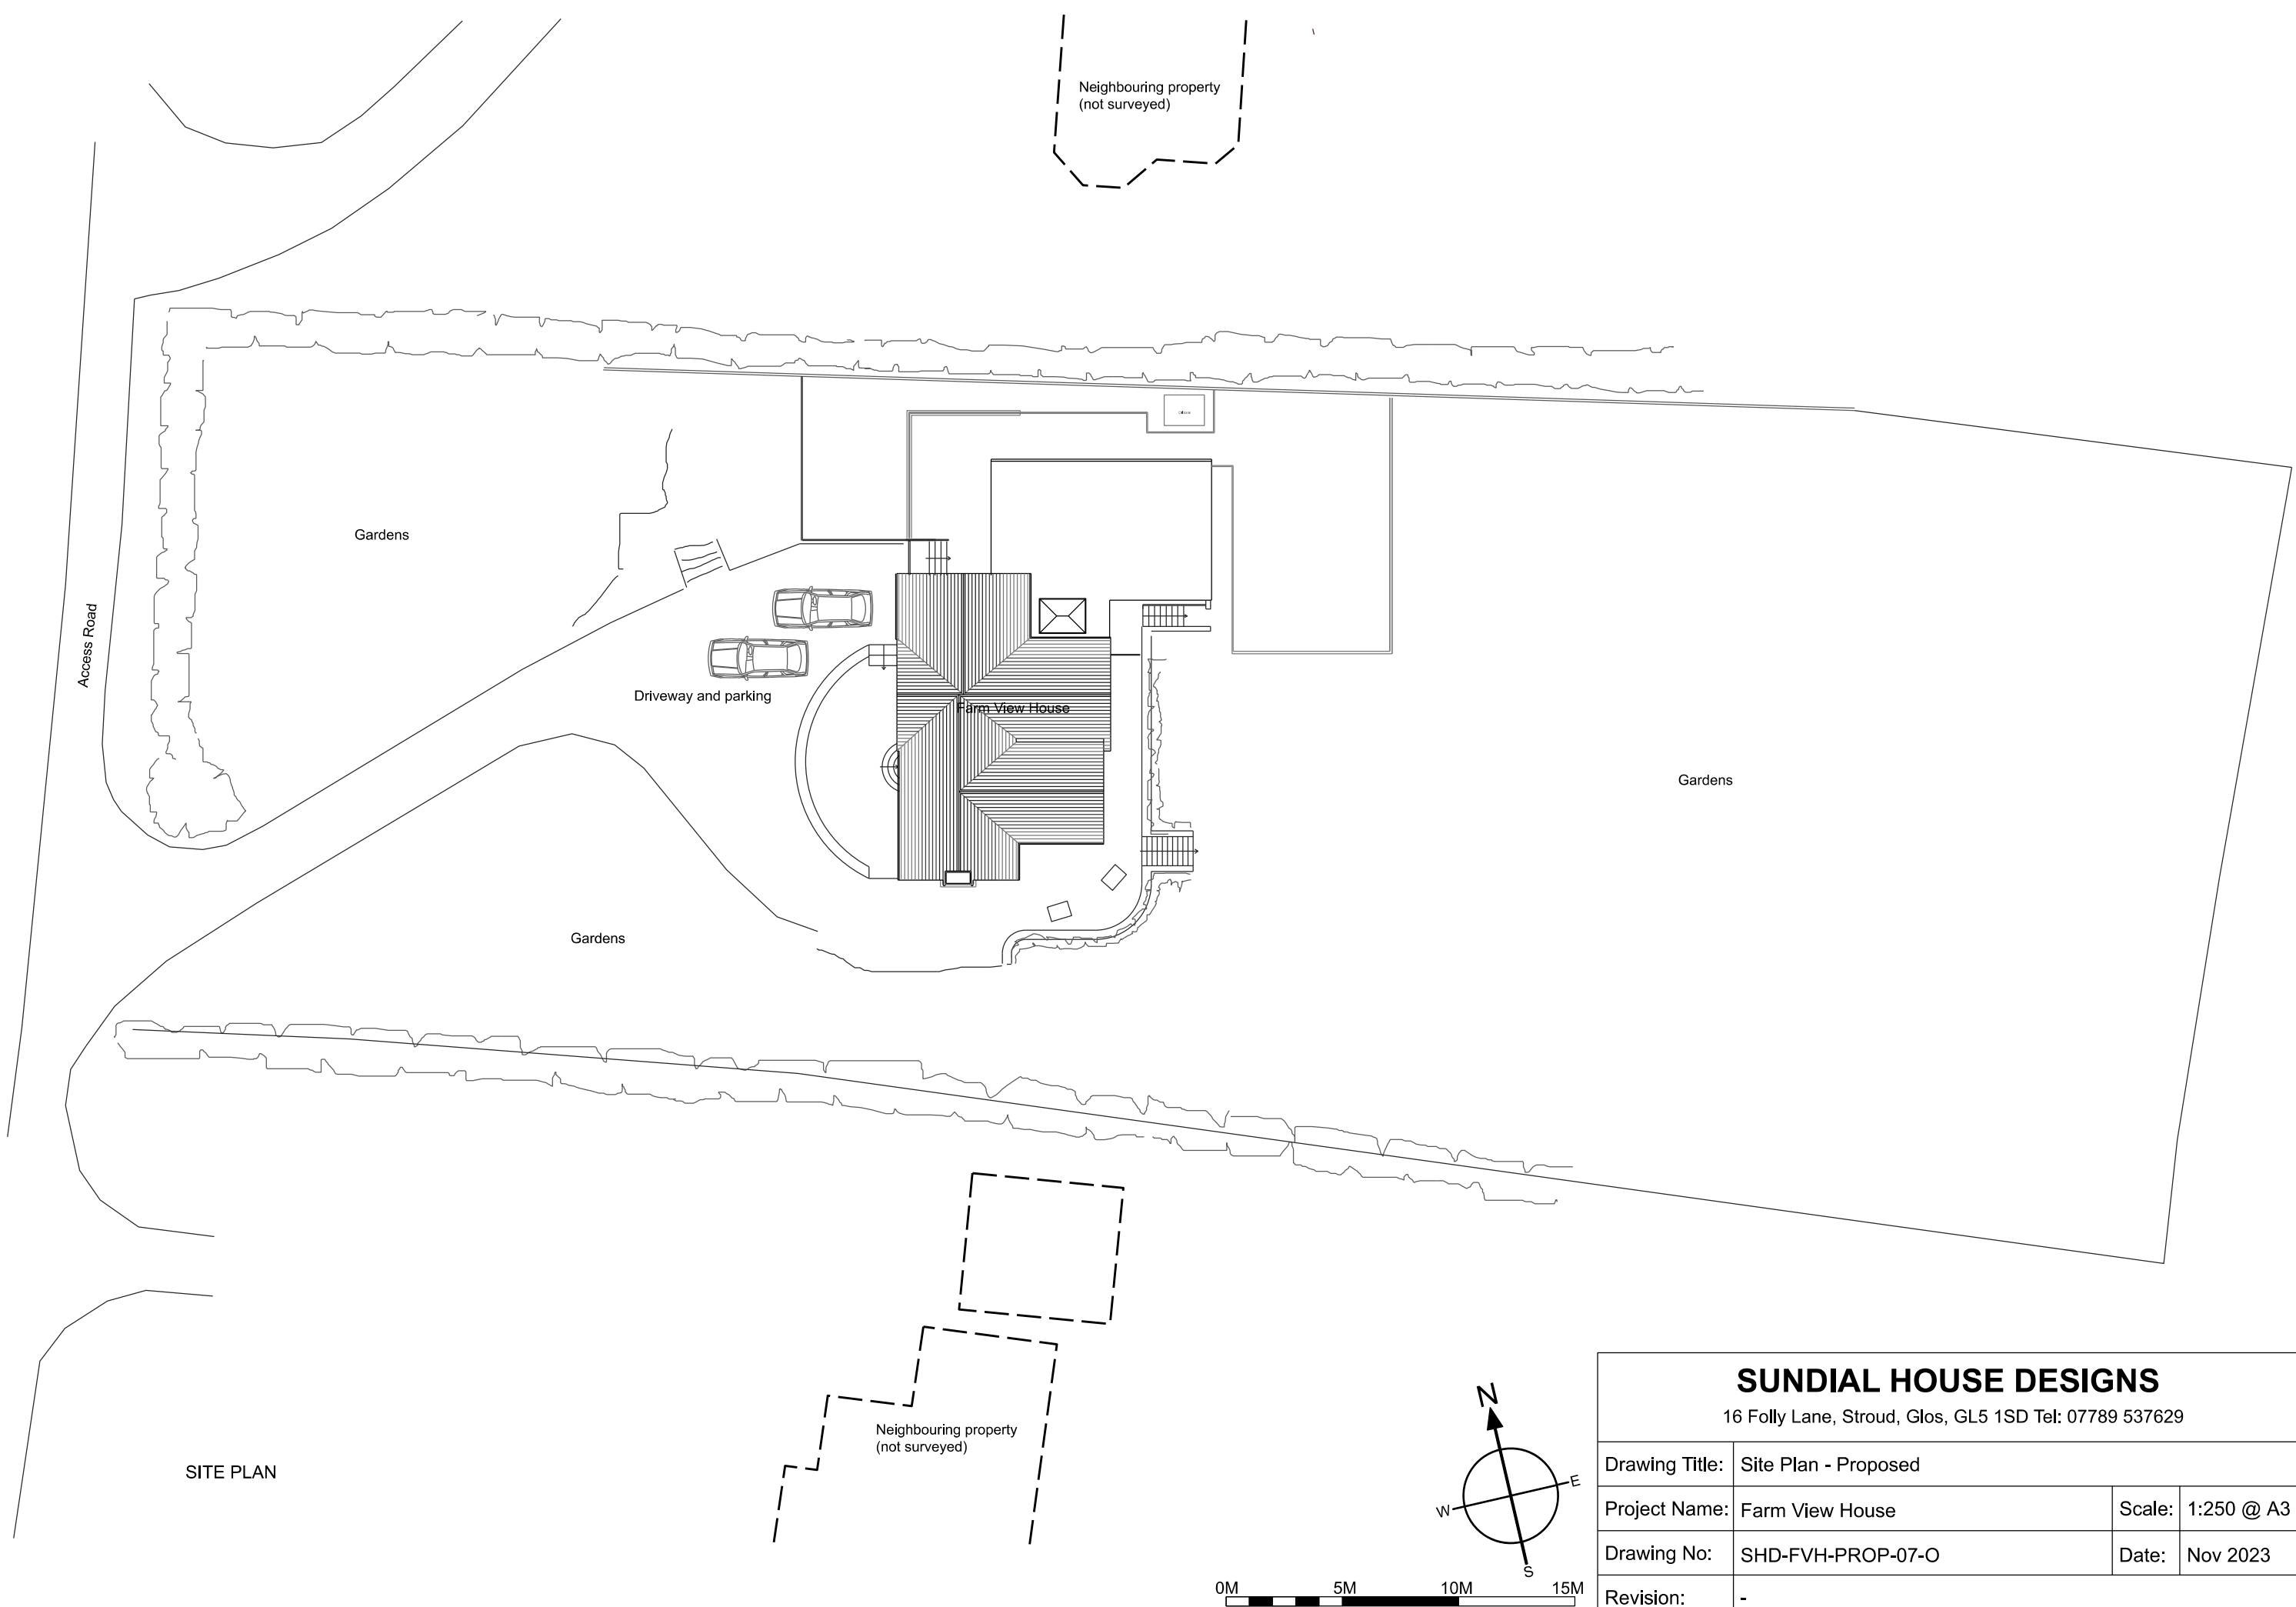 Neighbouring property
(not surveyed)
Gardens
Access Road
Driveway and parking
Farm View House
Gardens
Gardens
Neighbouring property
(not surveyed)
SITE PLAN
N
W
E
S
0M 5M 10M 15M
SUNDIAL HOUSE DESIGNS
16 Folly Lane, Stroud, Glos, GL5 1SD Tel: 07789 537629
Drawing Title: Site Plan - Proposed
Project Name: Farm View House Scale: 1:250 @ A3
Drawing No: SHD-FVH-PROP-07-O Date: Nov 2023
Revision: -